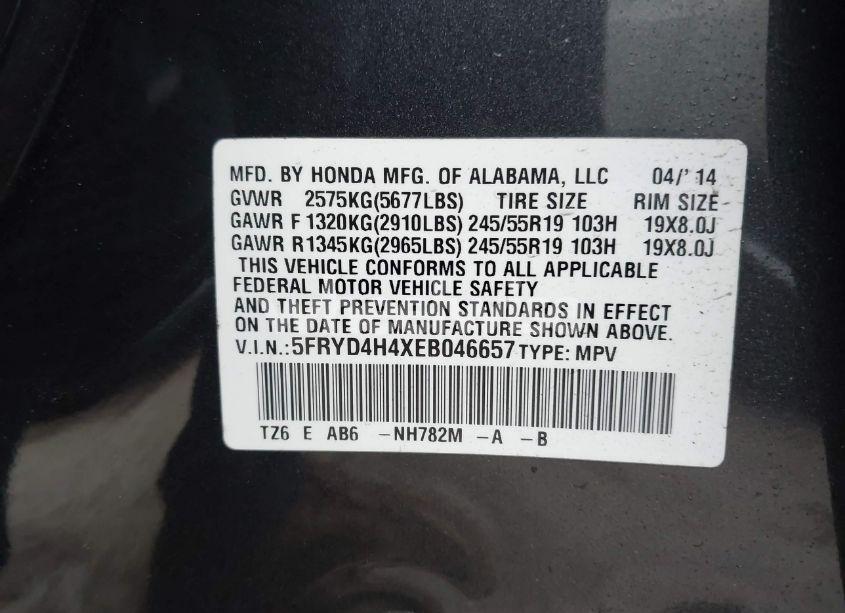 MFD. BY HONDA MFG. OF ALABAMA, LLC 04/' 14
GVWR 2575KG(5677LBS) TIRE SIZE RIM SIZE
GAWR F 1320KG(2910LBS) 245/55R19 103H 19X8.0J
GAWR R 1345KG(2965LBS) 245/55R19 103H 19X8.0J
THIS VEHICLE CONFORMS TO ALL APPLICABLE
FEDERAL MOTOR VEHICLE SAFETY
AND THEFT PREVENTION STANDARDS IN EFFECT
ON THE DATE OF MANUFACTURE SHOWN ABOVE.
V.I.N.:5FRYD4H4XEB046657 TYPE: MPV
TZ6 E AB6 -NH782M -A -B